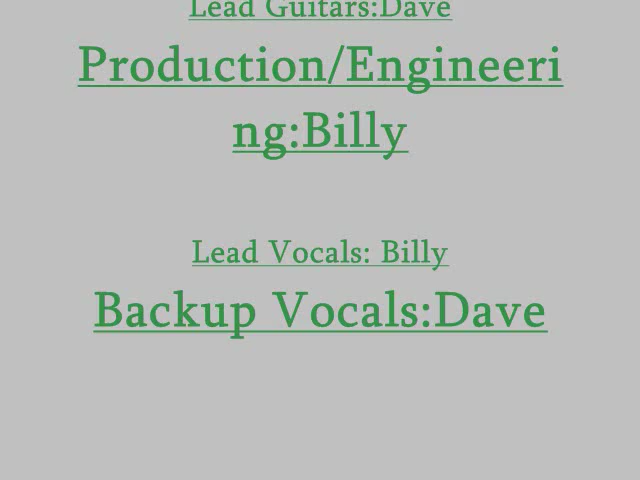 Lead Guitars:Dave
Production/Engineeri
ng:Billy
Lead Vocals: Billy
Backup Vocals:Dave